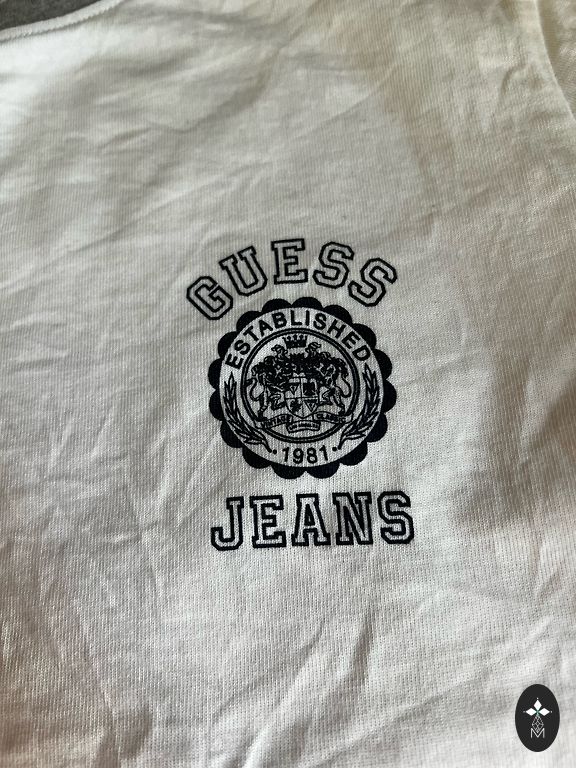 GUESS
ESTABLISHED
·1981·
JEANS